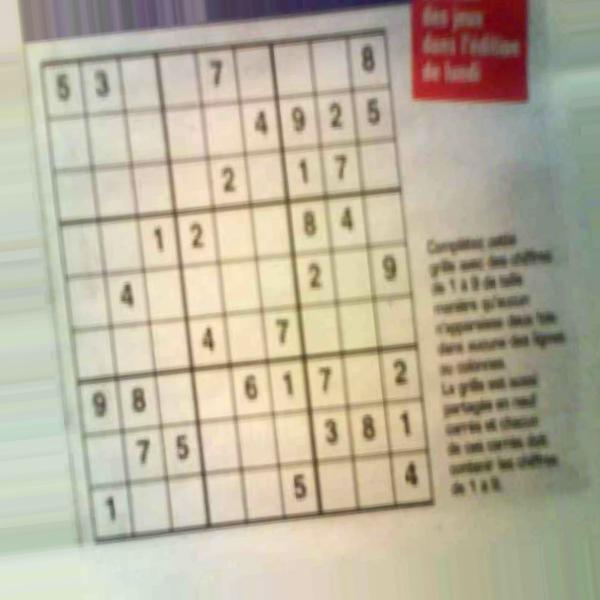 des jeux
dans l'édition
de lundi
5 3 7 8
4 9 2 5
2 1 7
1 2 8 4
4 2 9
4 7
9 8 6 1 7 2
7 5 3 8 1
1 5 4
Complétez cette
grille avec des chiffres
de 1 à 9 de telle
manière qu'aucun
n'apparaisse deux fois
dans aucune des lignes
ou colonnes.
La grille est aussi
partagée en neuf
carrés et chacun
de ces carrés doit
contenir les chiffres
de 1 à 9.